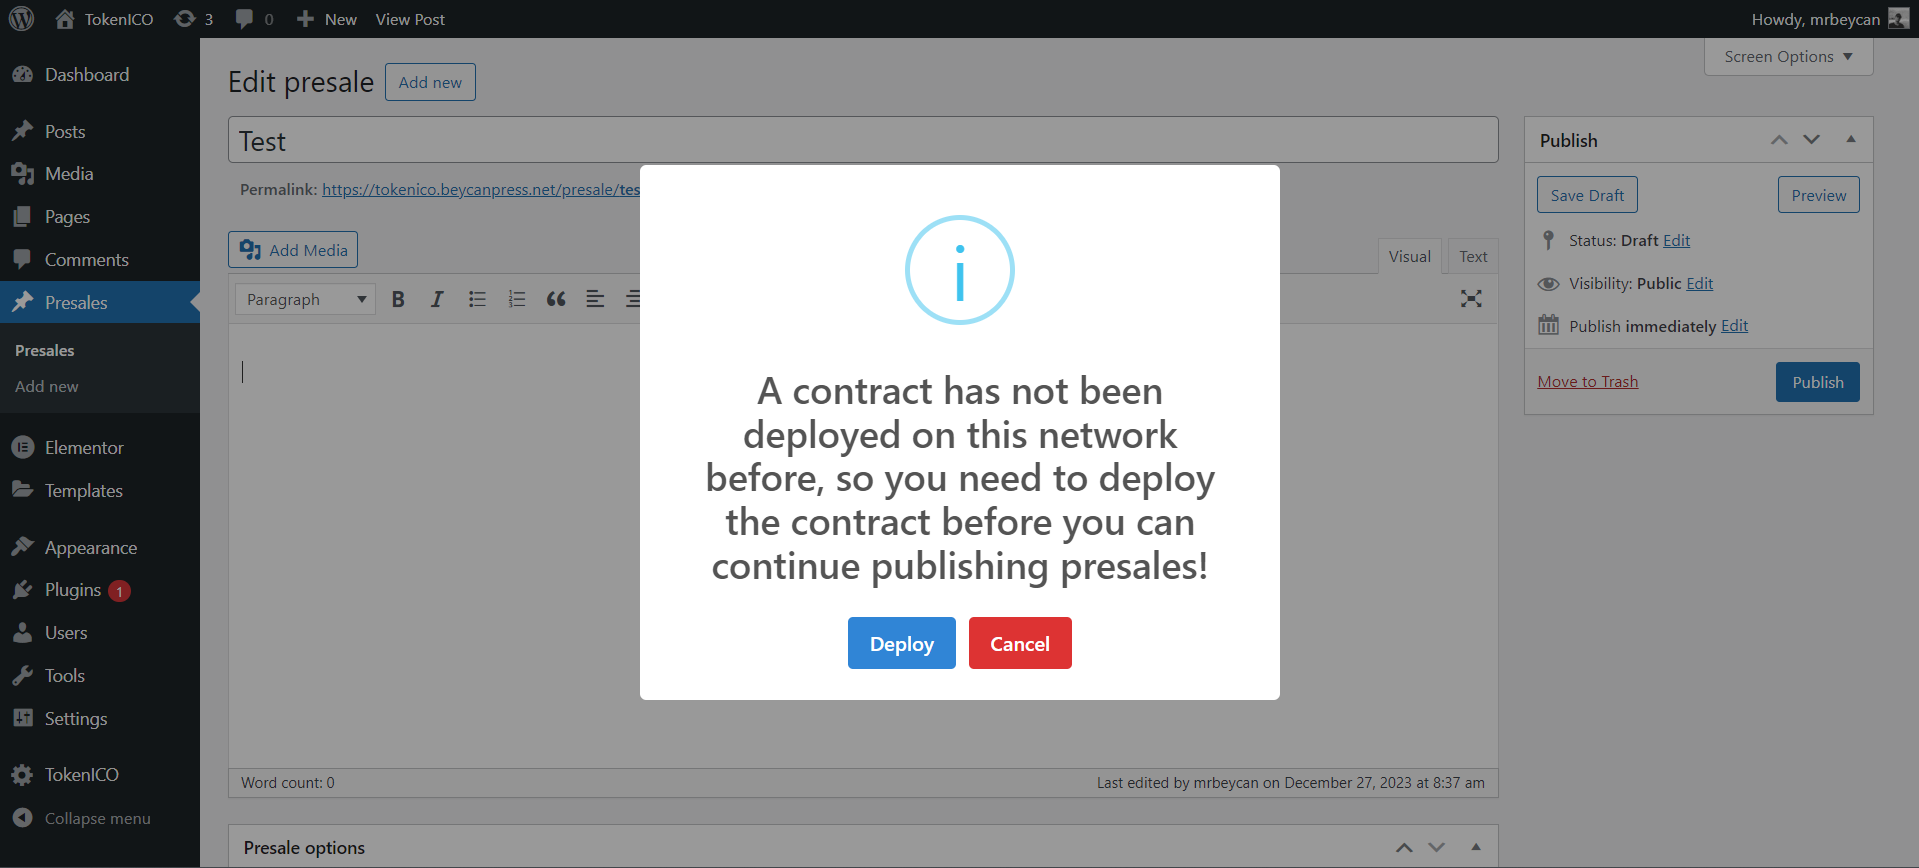 TokenICO 3 0 New View Post Howdy, mrbeycan
Screen Options
Dashboard
Posts
Media
Pages
Comments
Presales
Presales
Add new
Elementor
Templates
Appearance
Plugins 1
Users
Tools
Settings
TokenICO
Collapse menu
Edit presale Add new
Test
Permalink: https://tokenico.beycanpress.net/presale/tes
Add Media
Visual Text
Paragraph B I
A contract has not been
deployed on this network
before, so you need to deploy
the contract before you can
continue publishing presales!
Deploy Cancel
Word count: 0 Last edited by mrbeycan on December 27, 2023 at 8:37 am
Presale options
Publish
Save Draft Preview
Status: Draft Edit
Visibility: Public Edit
Publish immediately Edit
Move to Trash Publish